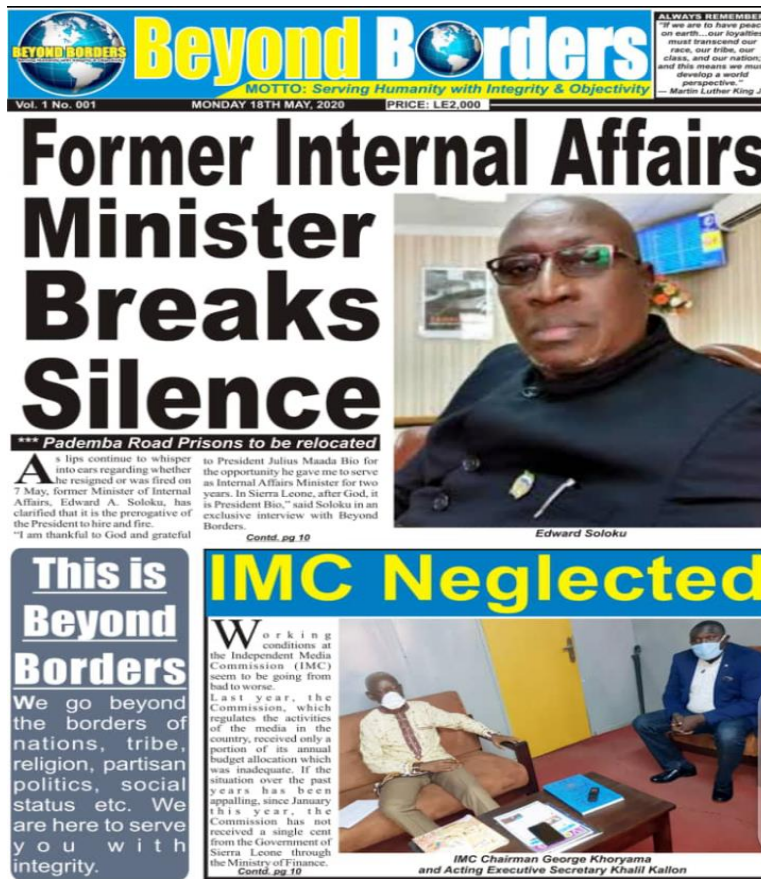 BEYOND BORDERS
Beyond Borders
MOTTO: Serving Humanity with Integrity & Objectivity
ALWAYS REMEMBER
"If we are to have peace
on earth...our loyalties
must transcend our
race, our tribe, our
class, and our nation;
and this means we must
develop a world
perspective."
— Martin Luther King J
Vol. 1 No. 001
MONDAY 18TH MAY, 2020
PRICE: LE2,000
Former Internal Affairs
Minister
Breaks
Silence
*** Pademba Road Prisons to be relocated
As lips continue to whisper
into ears regarding whether
he resigned or was fired on
7 May, former Minister of Internal
Affairs, Edward A. Soloku, has
clarified that it is the prerogative of
the President to hire and fire.
"I am thankful to God and grateful
to President Julius Maada Bio for
the opportunity he gave me to serve
as Internal Affairs Minister for two
years. In Sierra Leone, after God, it
is President Bio," said Soloku in an
exclusive interview with Beyond
Borders.
Contd. pg 10
Edward Soloku
This is
Beyond
Borders
We go beyond
the borders of
nations, tribe,
religion, partisan
politics, social
status etc. We
are here to serve
you with
integrity.
IMC Neglected
Working
conditions at
the Independent Media
Commission (IMC)
seem to be going from
bad to worse.
Last year, the
Commission, which
regulates the activities
of the media in the
country, received only a
portion of its annual
budget allocation which
was inadequate. If the
situation over the past
years has been
appalling, since January
this year, the
Commission has not
received a single cent
from the Government of
Sierra Leone through
the Ministry of Finance.
Contd. pg 10
IMC Chairman George Khoryama
and Acting Executive Secretary Khalil Kallon